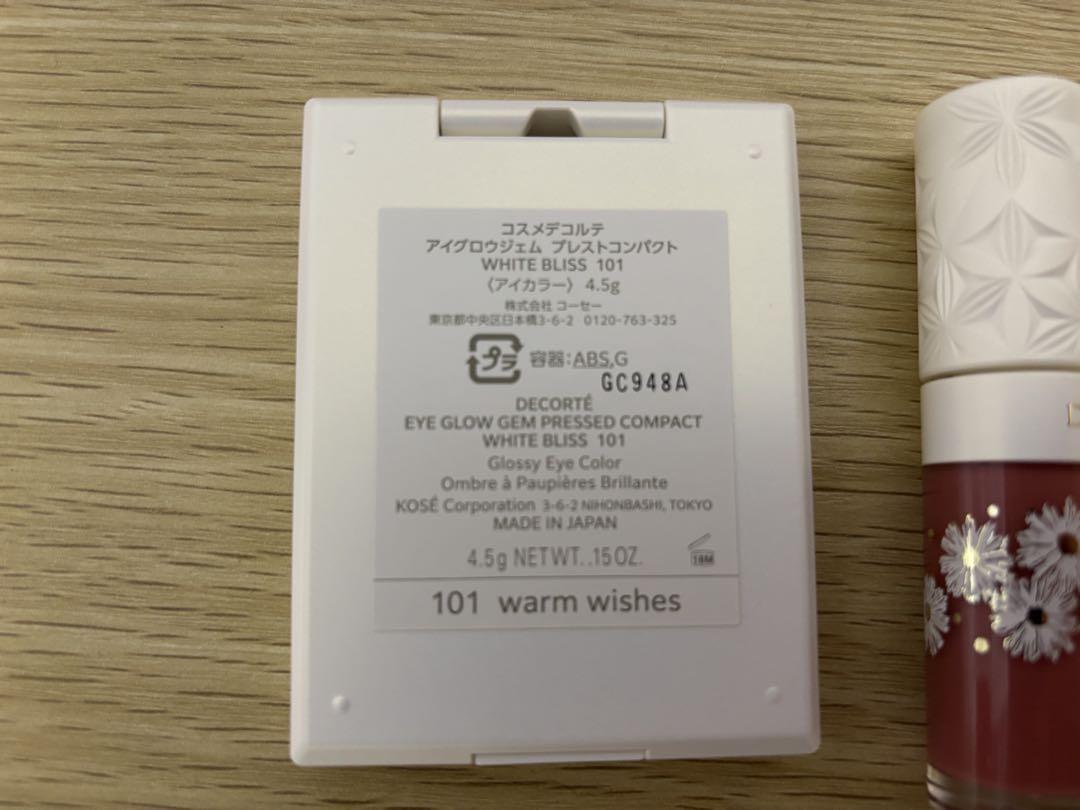 コスメデコルテ
アイグロウジェム プレストコンパクト
WHITE BLISS 101
〈アイカラー〉 4.5g
株式会社 コーセー
東京都中央区日本橋3-6-2 0120-763-325
プラ 容器:ABS,G
GC948A
DECORTÉ
EYE GLOW GEM PRESSED COMPACT
WHITE BLISS 101
Glossy Eye Color
Ombre à Paupières Brillante
KOSÉ Corporation 3-6-2 NIHONBASHI, TOKYO
MADE IN JAPAN
4.5g NET WT. .15 OZ.
18M
101 warm wishes